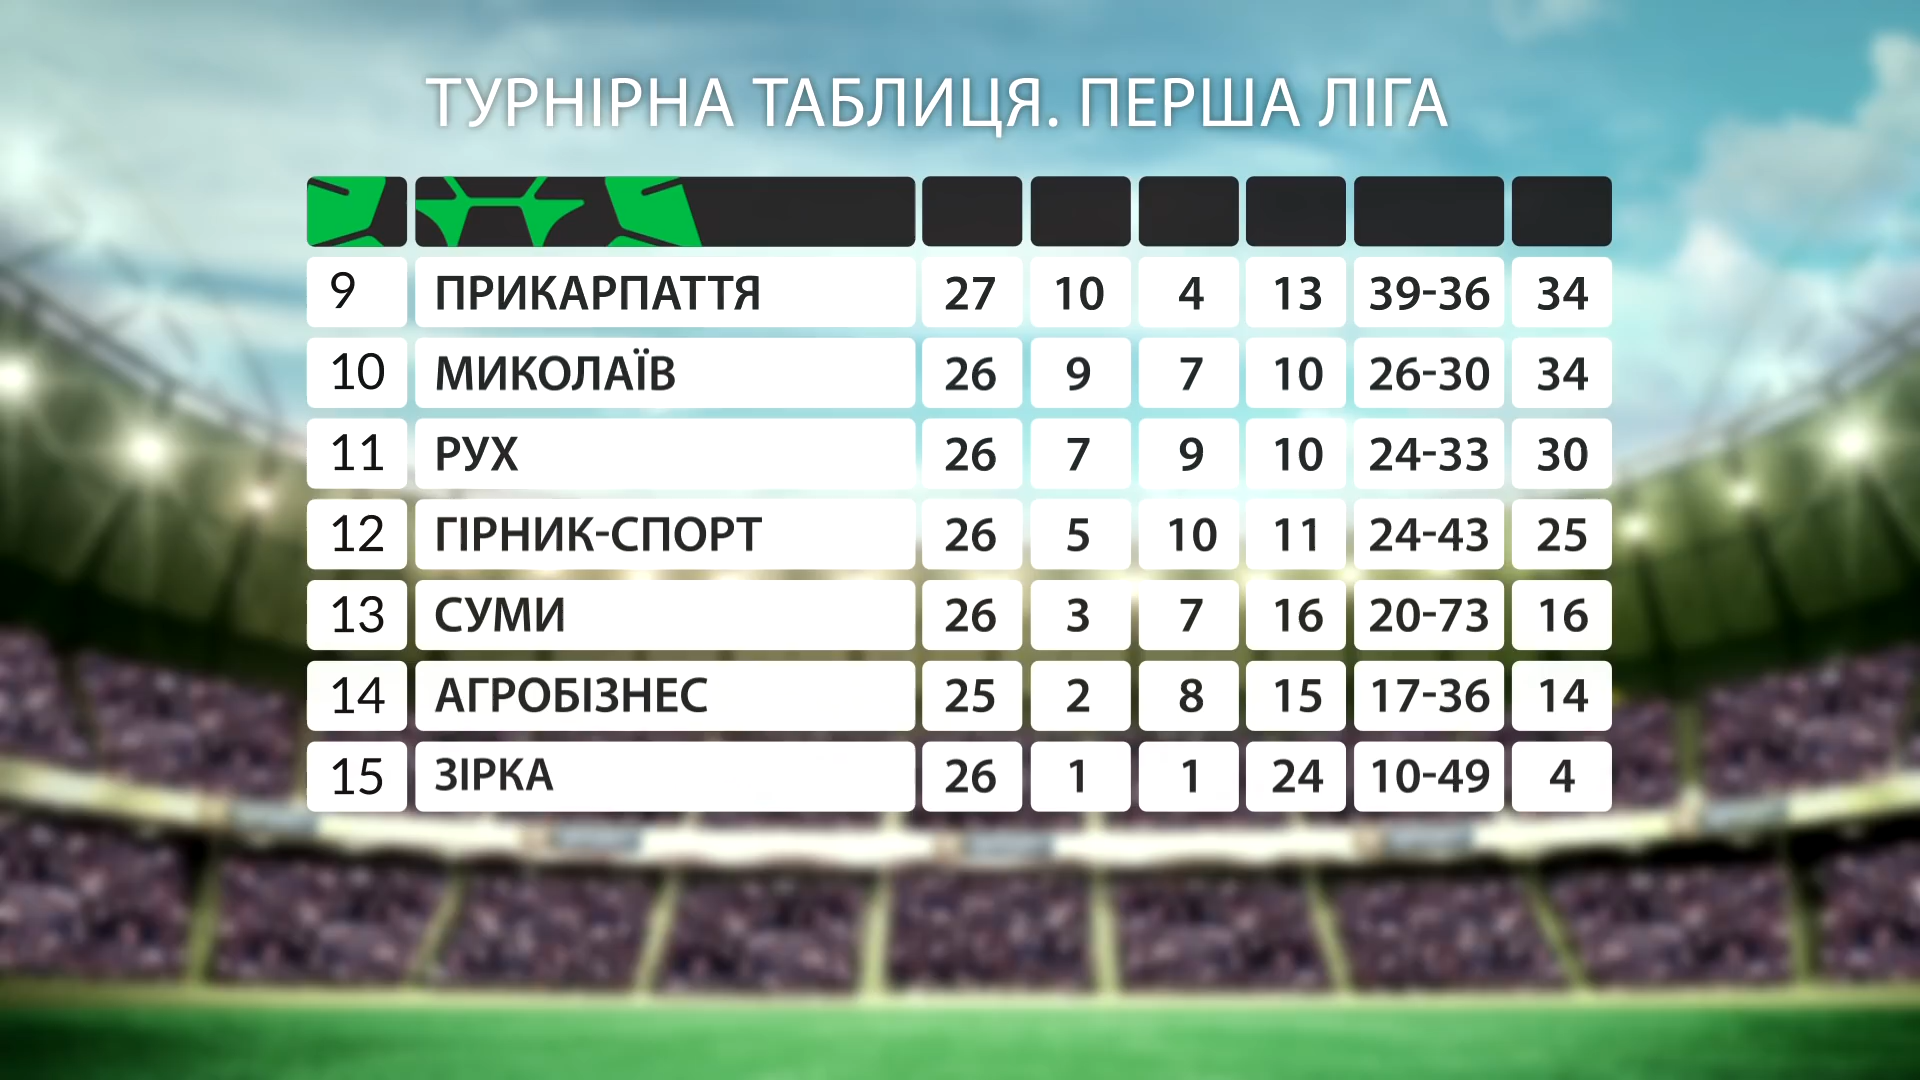 ТУРНІРНА ТАБЛИЦЯ. ПЕРША ЛІГА
9 ПРИКАРПАТТЯ 27 10 4 13 39-36 34
10 МИКОЛАЇВ 26 9 7 10 26-30 34
11 РУХ 26 7 9 10 24-33 30
12 ГІРНИК-СПОРТ 26 5 10 11 24-43 25
13 СУМИ 26 3 7 16 20-73 16
14 АГРОБІЗНЕС 25 2 8 15 17-36 14
15 ЗІРКА 26 1 1 24 10-49 4